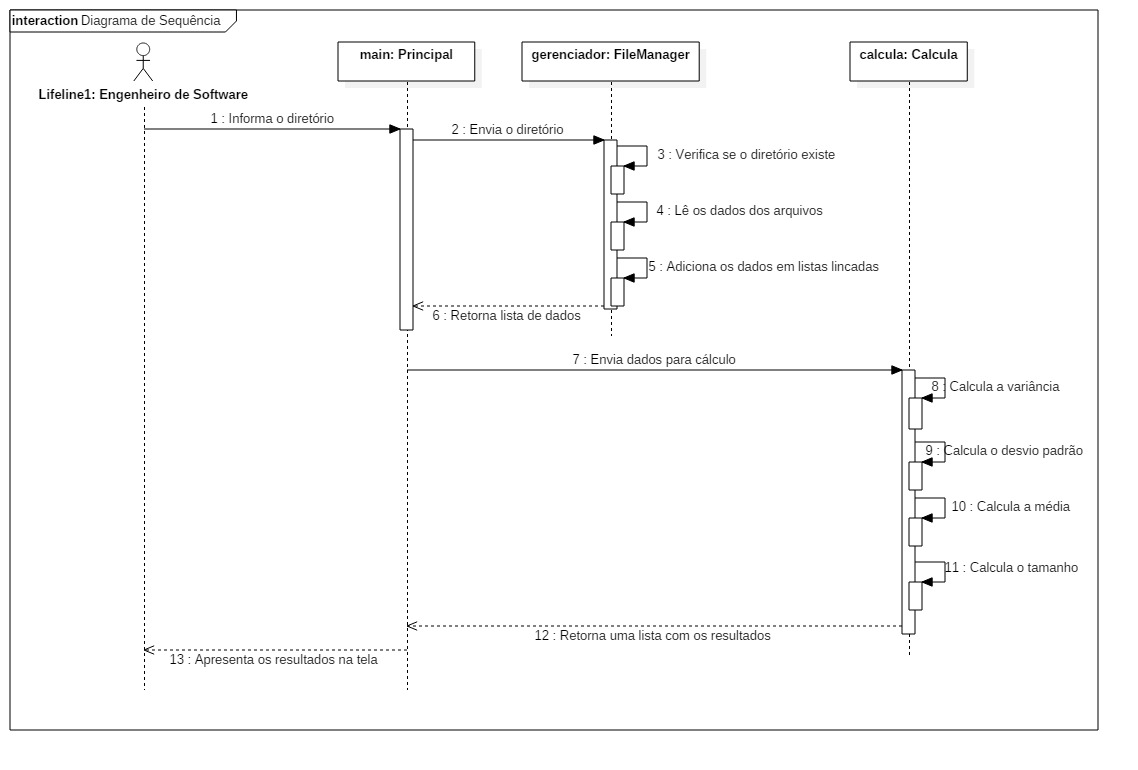 interaction Diagrama de Sequência
main: Principal
gerenciador: FileManager
calcula: Calcula
Lifeline1: Engenheiro de Software
1 : Informa o diretório
2 : Envia o diretório
3 : Verifica se o diretório existe
4 : Lê os dados dos arquivos
5 : Adiciona os dados em listas lincadas
6 : Retorna lista de dados
7 : Envia dados para cálculo
8 : Calcula a variância
9 : Calcula o desvio padrão
10 : Calcula a média
11 : Calcula o tamanho
12 : Retorna uma lista com os resultados
13 : Apresenta os resultados na tela